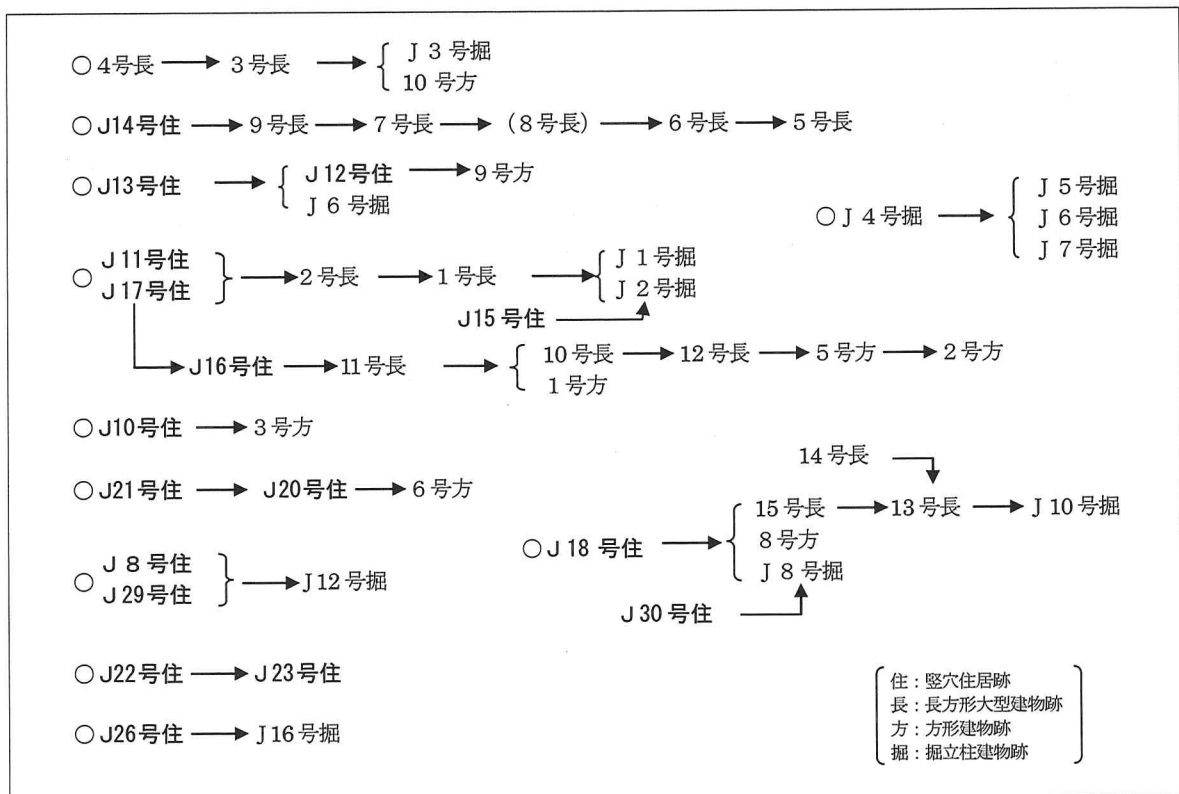 ○4号長 → 3号長 → { J3号掘
10号方
○J14号住 → 9号長 → 7号長 → (8号長) → 6号長 → 5号長
○J13号住 → { J12号住 → 9号方
J6号掘
○J4号掘 → { J5号掘
J6号掘
J7号掘
○ J11号住
J17号住 } → 2号長 → 1号長 → { J1号掘
J2号掘
J15号住
→ J16号住 → 11号長 → { 10号長 → 12号長 → 5号方 → 2号方
1号方
○J10号住 → 3号方
○J21号住 → J20号住 → 6号方
14号長
○J18号住 → { 15号長 → 13号長 → J10号掘
8号方
J8号掘
J30号住
○ J8号住
J29号住 } → J12号掘
○J22号住 → J23号住
○J26号住 → J16号掘
住：竪穴住居跡
長：長方形大型建物跡
方：方形建物跡
掘：掘立柱建物跡